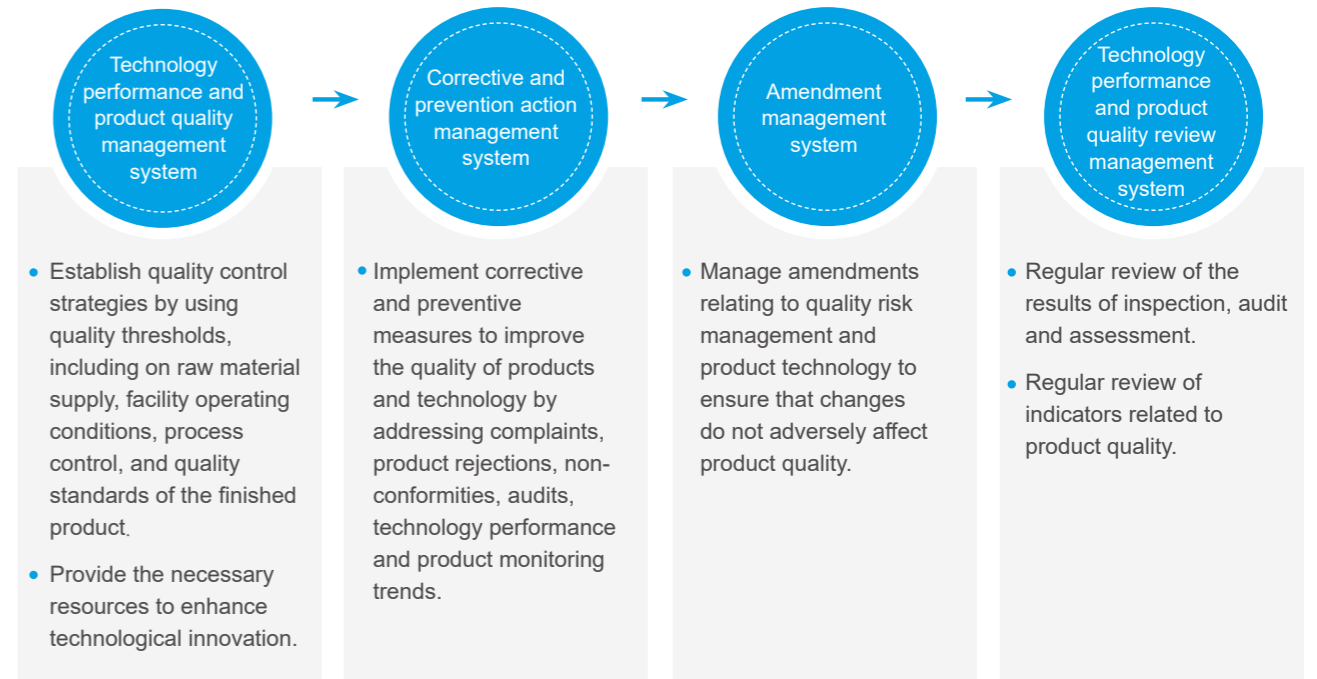 Technology
performance and
product quality
management
system
Corrective and
prevention action
management
system
Amendment
management
system
Technology
performance
and product
quality review
management
system
Establish quality control
strategies by using
quality thresholds,
including on raw material
supply, facility operating
conditions, process
control, and quality
standards of the finished
product.
Provide the necessary
resources to enhance
technological innovation.
Implement corrective
and preventive
measures to improve
the quality of products
and technology by
addressing complaints,
product rejections, non-
conformities, audits,
technology performance
and product monitoring
trends.
Manage amendments
relating to quality risk
management and
product technology to
ensure that changes
do not adversely affect
product quality.
Regular review of the
results of inspection, audit
and assessment.
Regular review of
indicators related to
product quality.